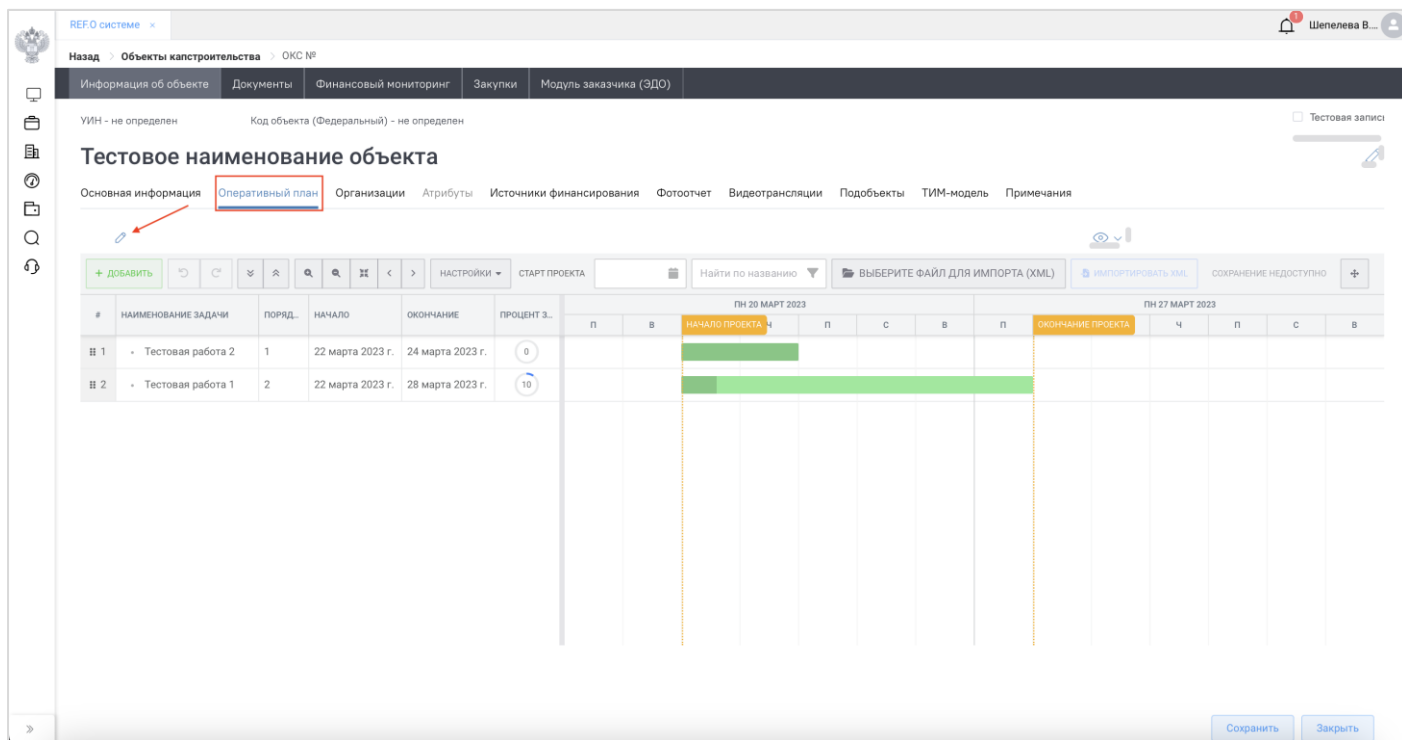 REF.О системе ×
1
Шепелева В....
Назад > Объекты капстроительства > ОКС №
Информация об объекте Документы Финансовый мониторинг Закупки Модуль заказчика (ЭДО)
УИН - не определен Код объекта (Федеральный) - не определен
Тестовая запись
Тестовое наименование объекта
Основная информация Оперативный план Организации Атрибуты Источники финансирования Фотоотчет Видеотрансляции Подобъекты ТИМ-модель Примечания
+ ДОБАВИТЬ НАСТРОЙКИ СТАРТ ПРОЕКТА Найти по названию ВЫБЕРИТЕ ФАЙЛ ДЛЯ ИМПОРТА (XML) ИМПОРТИРОВАТЬ XML СОХРАНЕНИЕ НЕДОСТУПНО
# НАИМЕНОВАНИЕ ЗАДАЧИ ПОРЯД... НАЧАЛО ОКОНЧАНИЕ ПРОЦЕНТ З...
ПН 20 МАРТ 2023 ПН 27 МАРТ 2023
П В НАЧАЛО ПРОЕКТА Ч П С В П ОКОНЧАНИЕ ПРОЕКТА Ч П С В
1 Тестовая работа 2 1 22 марта 2023 г. 24 марта 2023 г. 0
2 Тестовая работа 1 2 22 марта 2023 г. 28 марта 2023 г. 10
Сохранить Закрыть